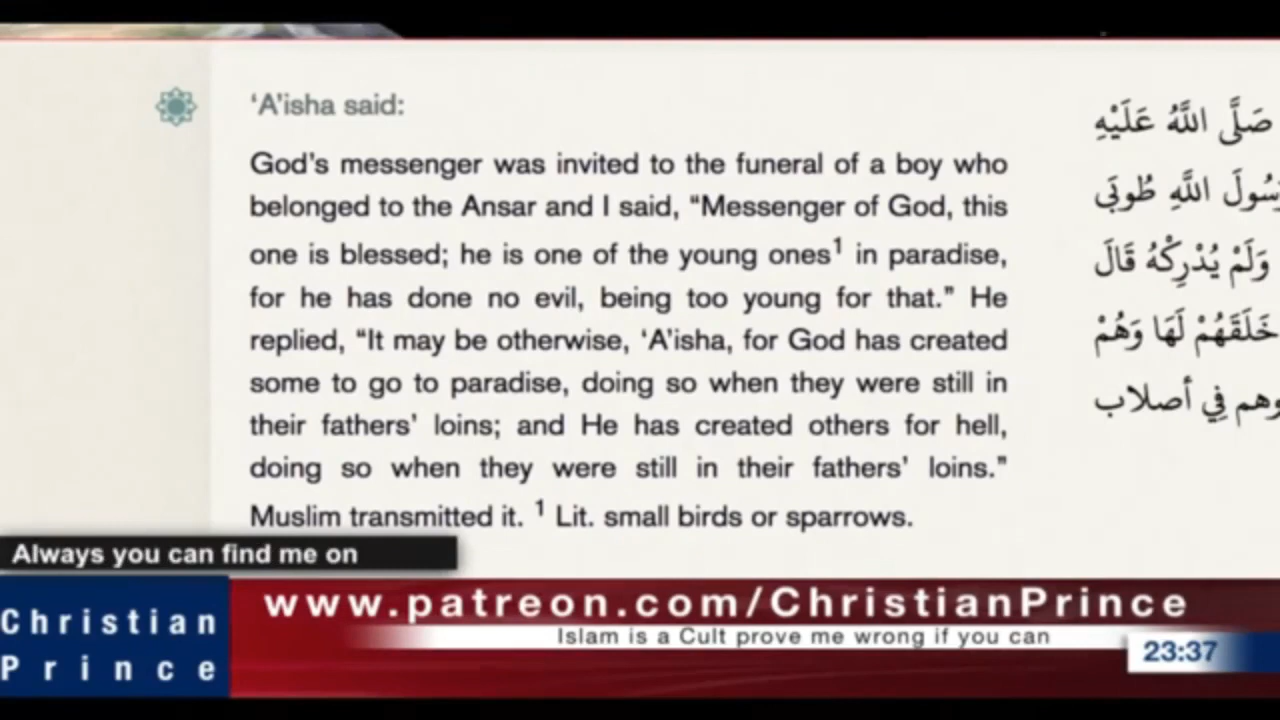 ‘A’isha said:
God’s messenger was invited to the funeral of a boy who
belonged to the Ansar and I said, “Messenger of God, this
one is blessed; he is one of the young ones¹ in paradise,
for he has done no evil, being too young for that.” He
replied, “It may be otherwise, ‘A’isha, for God has created
some to go to paradise, doing so when they were still in
their fathers’ loins; and He has created others for hell,
doing so when they were still in their fathers’ loins.”
Muslim transmitted it. ¹ Lit. small birds or sparrows.
صَلَّى اللَّهُ عَلَيْهِ
اللَّهِ طُوبَى
وَلَمْ يُدْرِكْهُ قَالَ
خَلَقَهُمْ لَهَا وَهُمْ
وهم فِي أصلاب
Always you can find me on
Christian
Prince
www.patreon.com/ChristianPrince
Islam is a Cult prove me wrong if you can
23:37